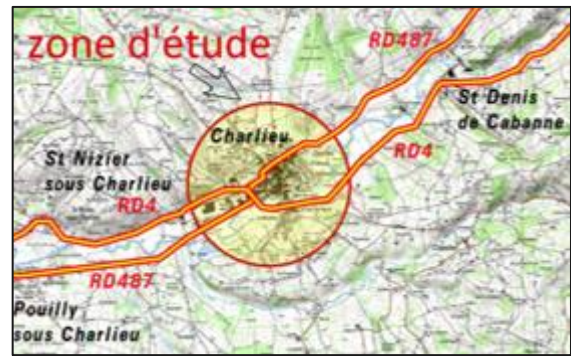 zone d'étude
RD487
Charlieu
St Denis
de Cabanne
RD4
St Nizier
sous Charlieu
RD4
RD487
Pouilly
sous Charlieu